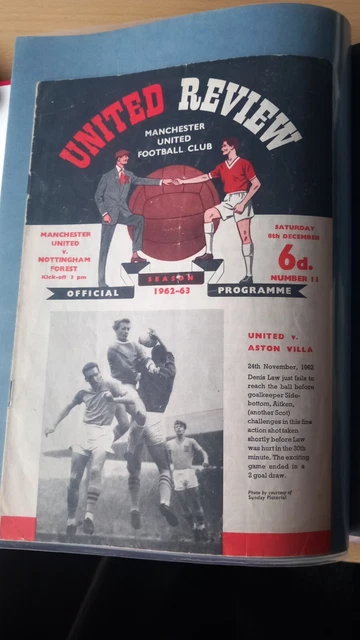 UNITED REVIEW
MANCHESTER
UNITED
FOOTBALL CLUB
MANCHESTER
UNITED
v.
NOTTINGHAM
FOREST
Kick-off 3 pm
SATURDAY
8th DECEMBER
6d.
NUMBER 13
SEASON
OFFICIAL 1962-63 PROGRAMME
UNITED v.
ASTON VILLA
24th November, 1962
Denis Law just fails to
reach the ball before
goalkeeper Side-
bottom, Aitken,
(another Scot)
challenges in this fine
action shot taken
shortly before Law
was hurt in the 30th
minute. The exciting
game ended in a
2 goal draw.
Photo by courtesy of
Sunday Pictorial